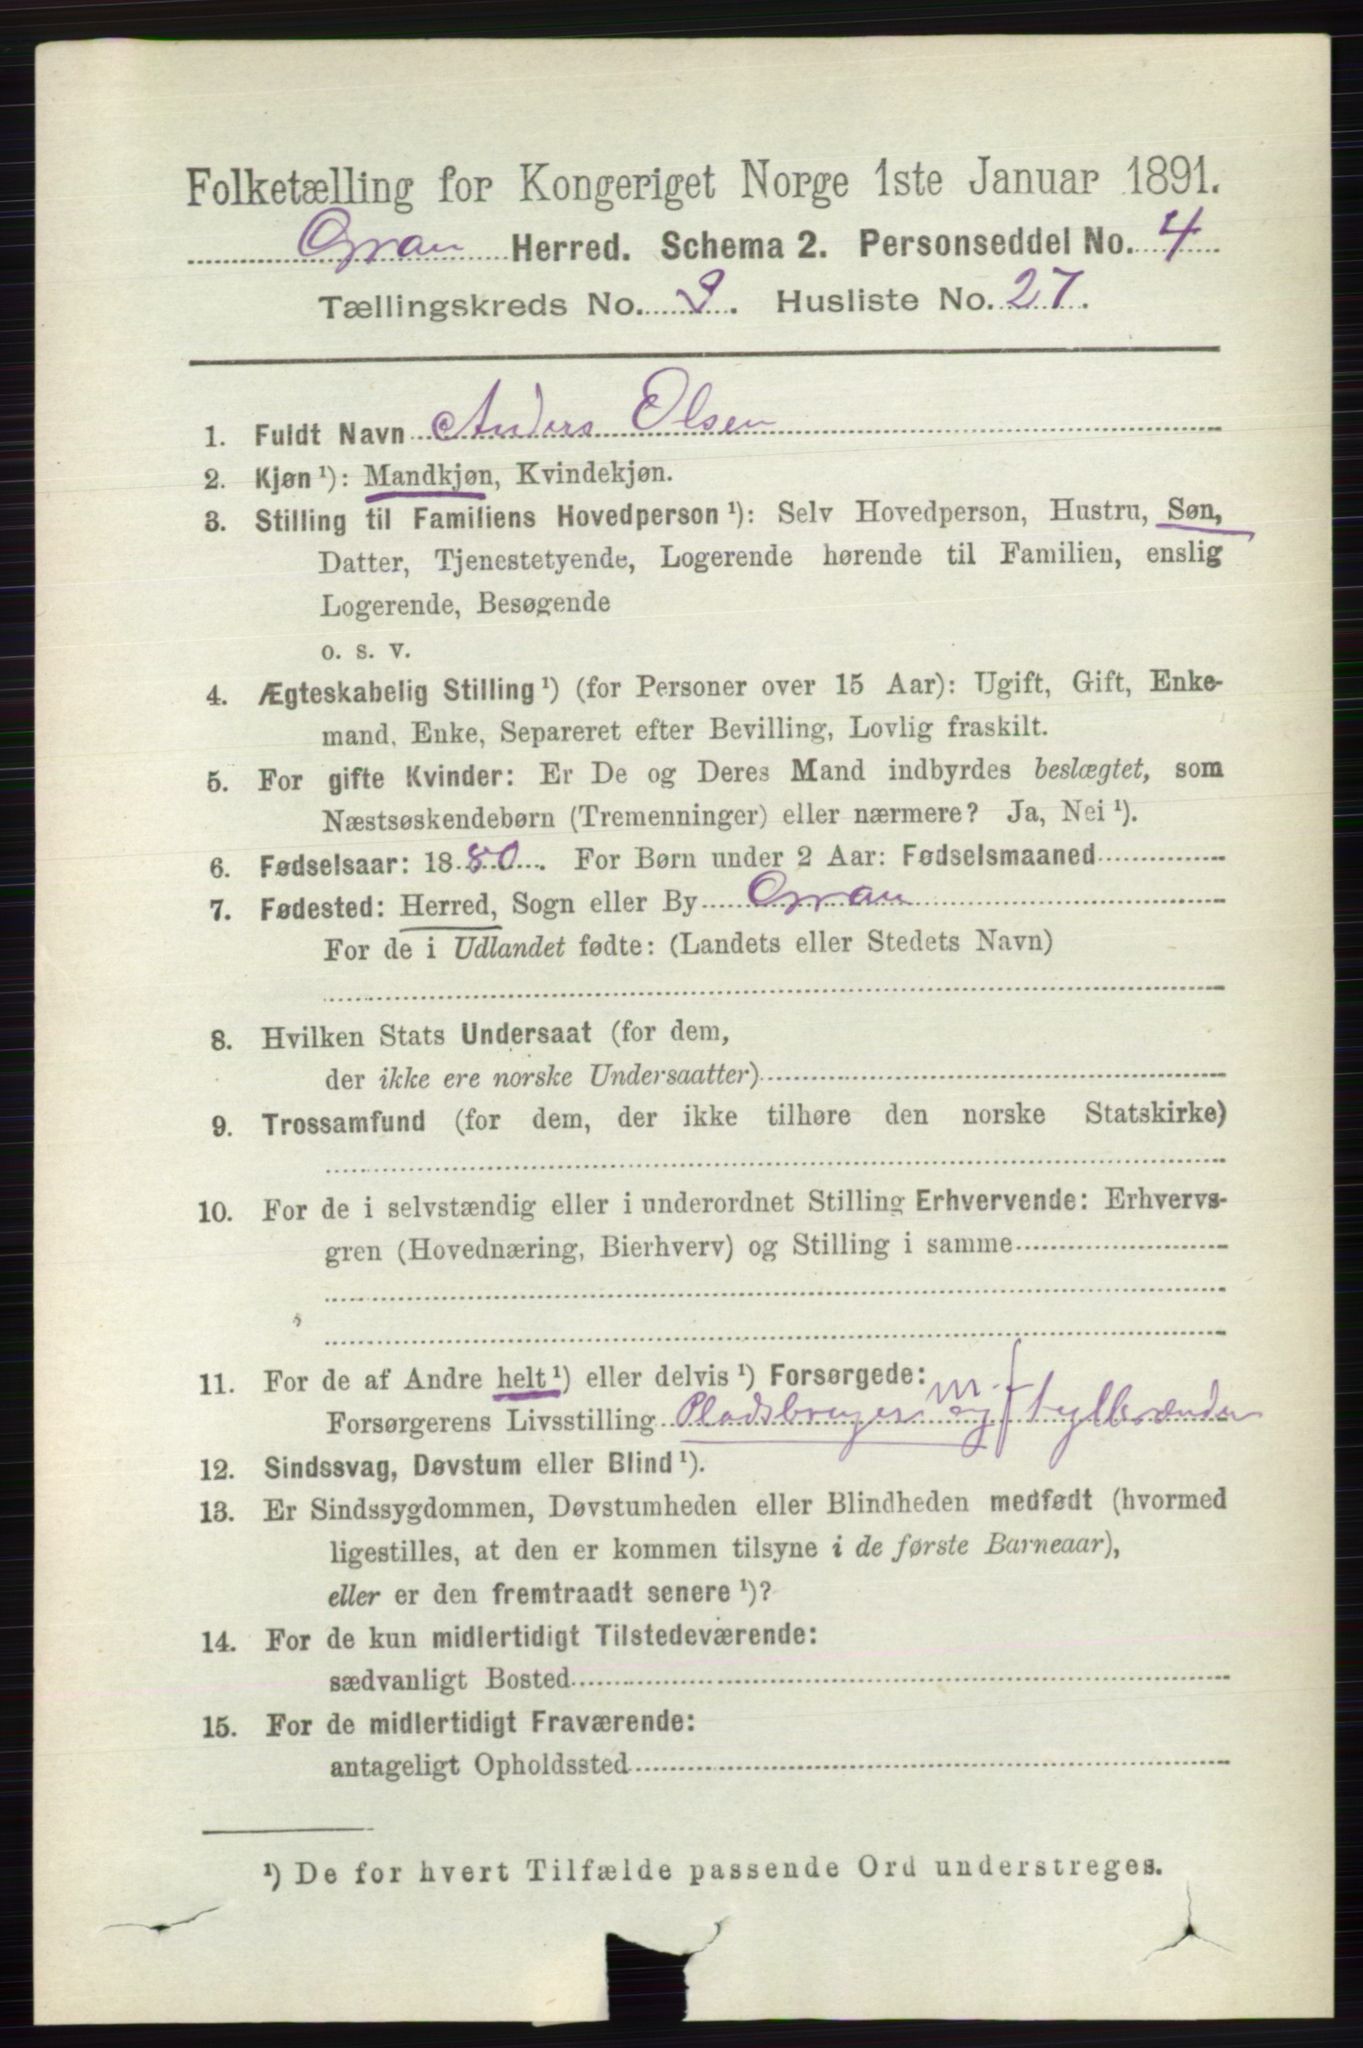 Folketælling for Kongeriget Norge 1ste Januar 1891.
Gran Herred. Schema 2. Personseddel No. 4
Tællingskreds No. 9. Husliste No. 27.
1. Fuldt Navn Anders Olsen
2. Kjøn ¹): Mandkjøn, Kvindekjøn.
3. Stilling til Familiens Hovedperson ¹): Selv Hovedperson, Hustru, Søn,
Datter, Tjenestetyende, Logerende hørende til Familien, enslig
Logerende, Besøgende
o. s. v.
4. Ægteskabelig Stilling ¹) (for Personer over 15 Aar): Ugift, Gift, Enke-
mand, Enke, Separeret efter Bevilling, Lovlig fraskilt.
5. For gifte Kvinder: Er De og Deres Mand indbyrdes beslægtet, som
Næstsøskendebørn (Tremenninger) eller nærmere? Ja, Nei ¹).
6. Fødselsaar: 1880. For Børn under 2 Aar: Fødselsmaaned
7. Fødested: Herred, Sogn eller By Gran
For de i Udlandet fødte: (Landets eller Stedets Navn)
8. Hvilken Stats Undersaat (for dem,
der ikke ere norske Undersaatter)
9. Trossamfund (for dem, der ikke tilhøre den norske Statskirke)
10. For de i selvstændig eller i underordnet Stilling Erhvervende: Erhvervs-
gren (Hovednæring, Bierhverv) og Stilling i samme
11. For de af Andre helt ¹) eller delvis ¹) Forsørgede:
Forsørgerens Livsstilling Pladsbruger m. j. og
12. Sindssvag, Døvstum eller Blind ¹).
13. Er Sindssygdommen, Døvstumheden eller Blindheden medfødt (hvormed
ligestilles, at den er kommen tilsyne i de første Barneaar),
eller er den fremtraadt senere ¹)?
14. For de kun midlertidigt Tilstedeværende:
sædvanligt Bosted
15. For de midlertidigt Fraværende:
antageligt Opholdssted
¹) De for hvert Tilfælde passende Ord understreges.